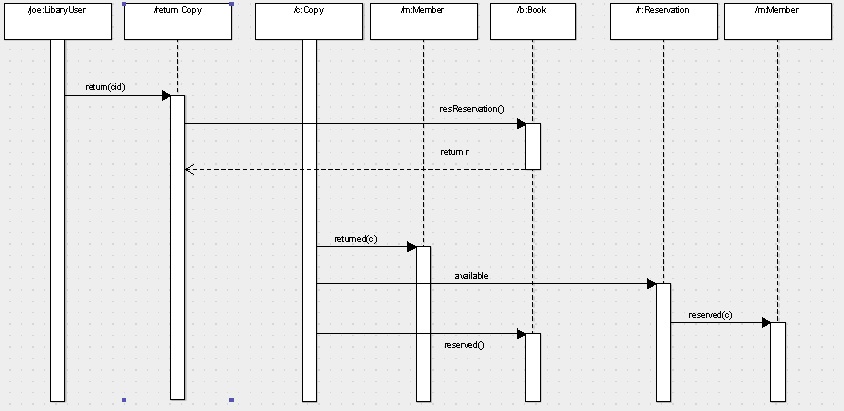 /joe:LibaryUser
/return Copy
/c:Copy
/m:Member
/b:Book
/r:Reservation
/m:Member
return(cid)
resReservation()
return r
returned(c)
available
reserved(c)
reserved()